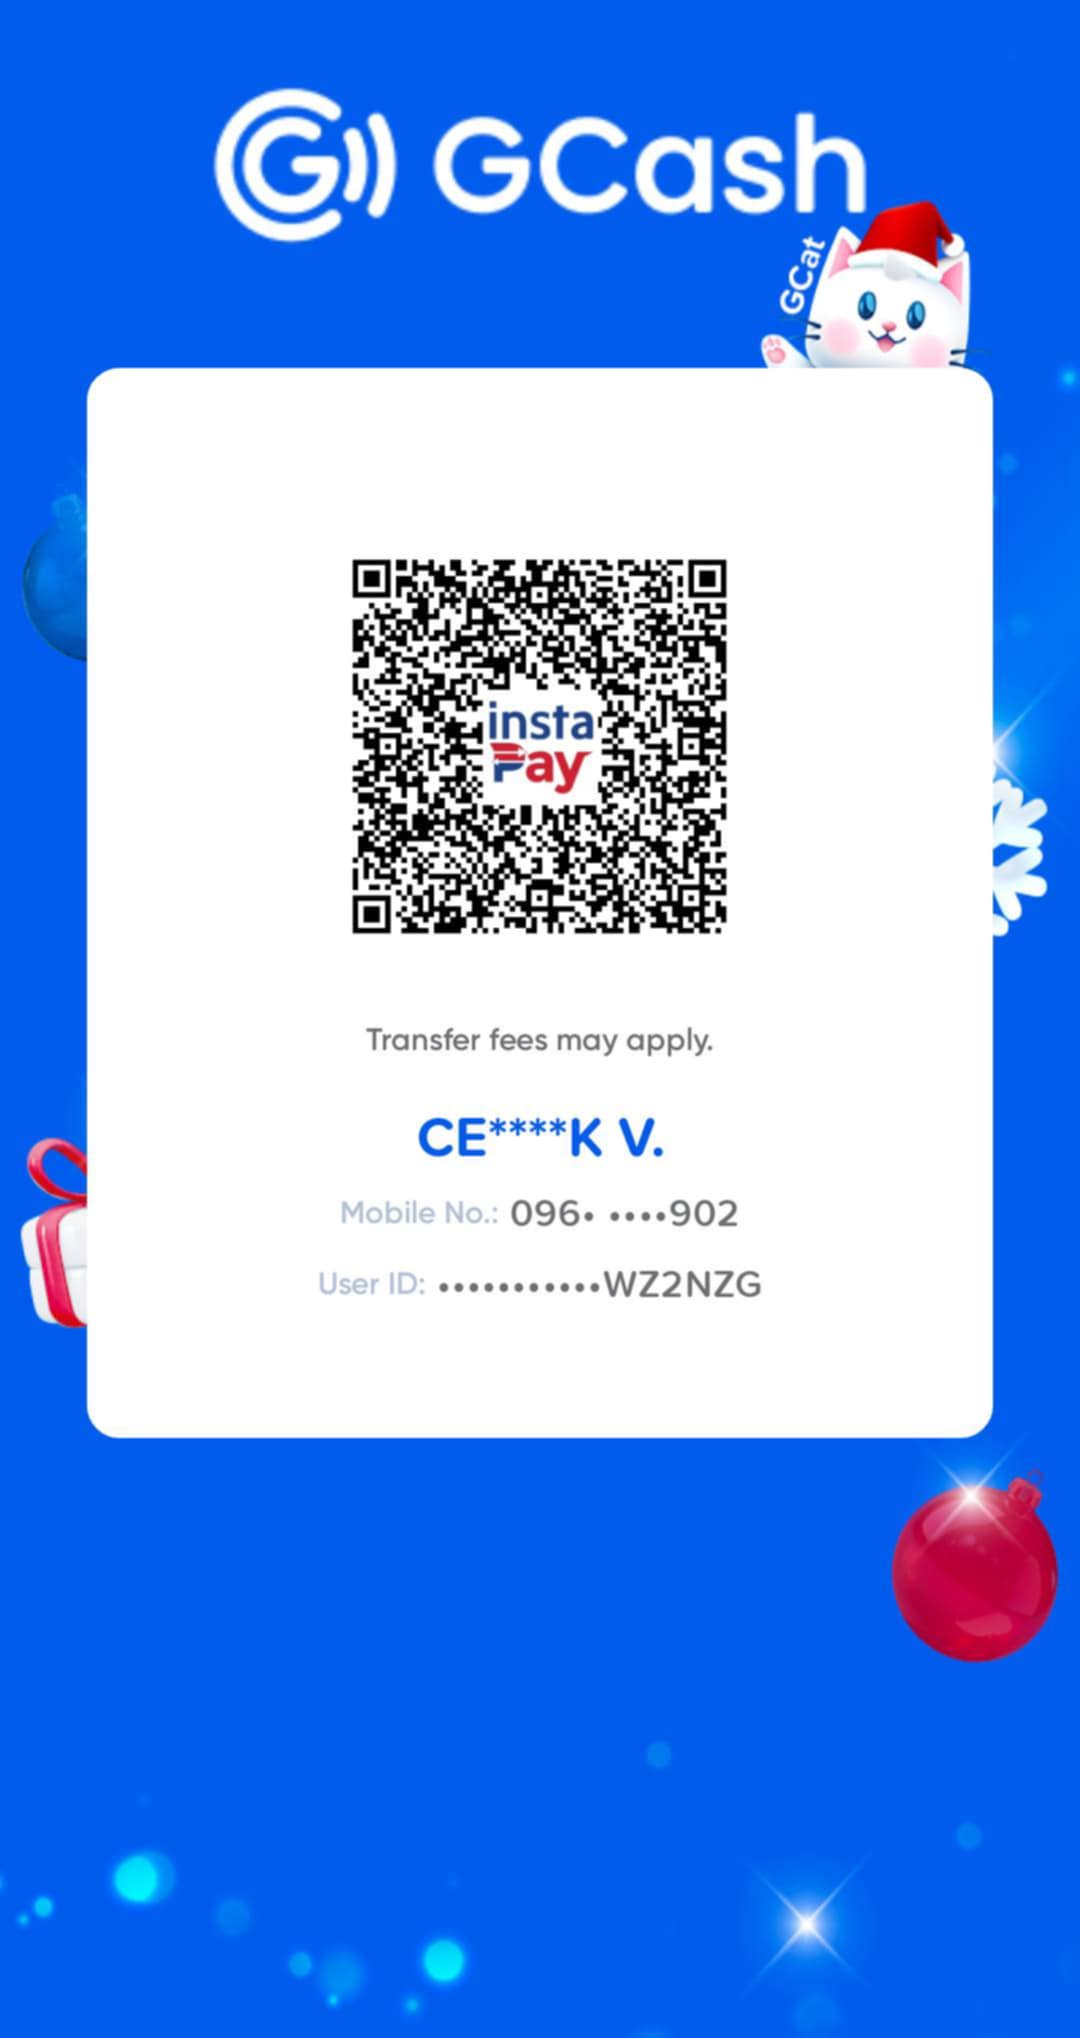 GCash
GCat
insta
Pay
Transfer fees may apply.
CE****K V.
Mobile No.: 096• ••••902
User ID: •••••••••••WZ2NZG